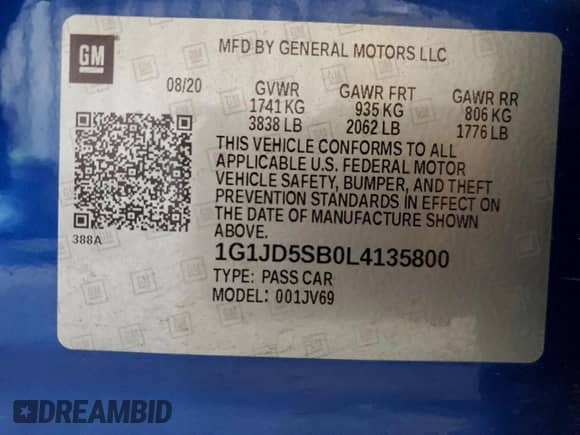 GM
MFD BY GENERAL MOTORS LLC
08/20 GVWR GAWR FRT GAWR RR
1741 KG 935 KG 806 KG
3838 LB 2062 LB 1776 LB
THIS VEHICLE CONFORMS TO ALL
APPLICABLE U.S. FEDERAL MOTOR
VEHICLE SAFETY, BUMPER, AND THEFT
PREVENTION STANDARDS IN EFFECT ON
THE DATE OF MANUFACTURE SHOWN
ABOVE.
388A
1G1JD5SB0L4135800
TYPE: PASS CAR
MODEL: 001JV69
DREAMBID